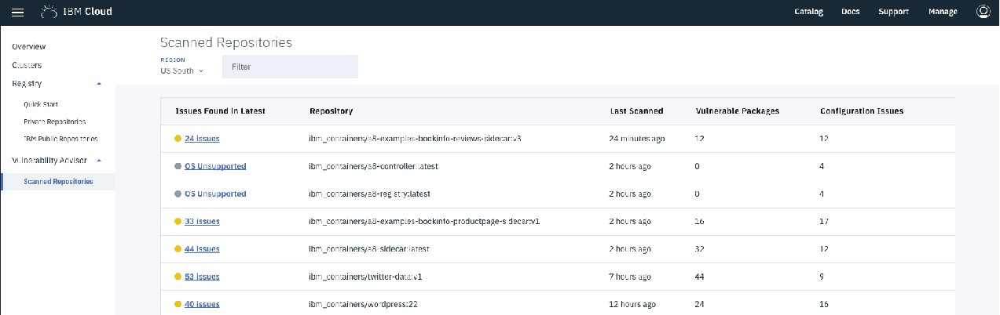 IBM Cloud Catalog Docs Support Manage
Overview
Clusters
Registry
Quick Start
Private Repositories
IBM Public Repositories
Vulnerability Advisor
Scanned Repositories
Scanned Repositories
REGION
US South
Filter
Issues Found in Latest Repository Last Scanned Vulnerable Packages Configuration Issues
24 issues ibm_containers/a8-examples-bookinfo-reviews-sidecar:v3 24 minutes ago 12 12
OS Unsupported ibm_containers/a8-controller:latest 2 hours ago 0 4
OS Unsupported ibm_containers/a8-registry:latest 2 hours ago 0 4
33 issues ibm_containers/a8-examples-bookinfo-productpage-sidecar:v1 2 hours ago 16 17
44 issues ibm_containers/a8-sidecar:latest 2 hours ago 32 12
53 issues ibm_containers/twitter-data:v1 7 hours ago 44 9
40 issues ibm_containers/wordpress:22 12 hours ago 24 16